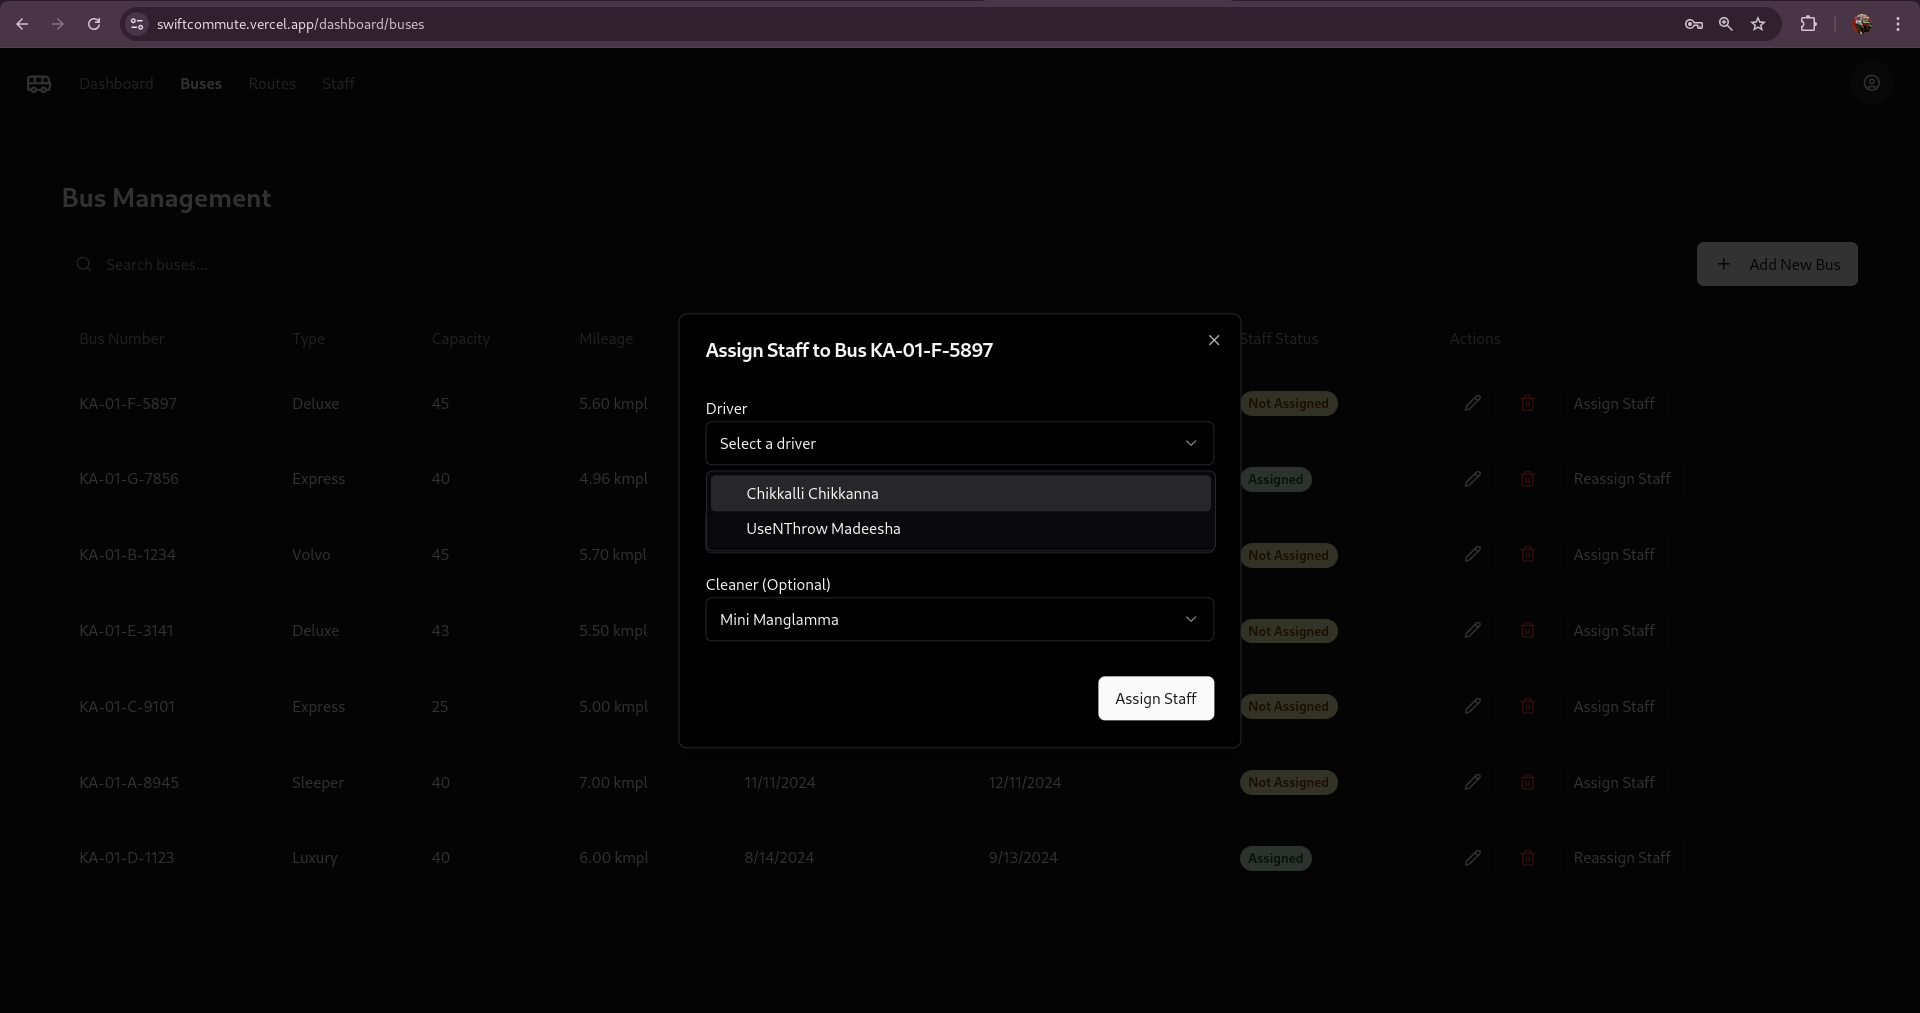 swiftcommute.vercel.app/dashboard/buses
Dashboard Buses Routes Staff
Bus Management
Search buses...
+ Add New Bus
Bus Number Type Capacity Mileage Staff Status Actions
KA-01-F-5897 Deluxe 45 5.60 kmpl Not Assigned Assign Staff
KA-01-G-7856 Express 40 4.96 kmpl Assigned Reassign Staff
KA-01-B-1234 Volvo 45 5.70 kmpl Not Assigned Assign Staff
KA-01-E-3141 Deluxe 43 5.50 kmpl Not Assigned Assign Staff
KA-01-C-9101 Express 25 5.00 kmpl Not Assigned Assign Staff
KA-01-A-8945 Sleeper 40 7.00 kmpl 11/11/2024 12/11/2024 Not Assigned Assign Staff
KA-01-D-1123 Luxury 40 6.00 kmpl 8/14/2024 9/13/2024 Assigned Reassign Staff
Assign Staff to Bus KA-01-F-5897
Driver
Select a driver
Chikkalli Chikkanna
UseNThrow Madeesha
Cleaner (Optional)
Mini Manglamma
Assign Staff